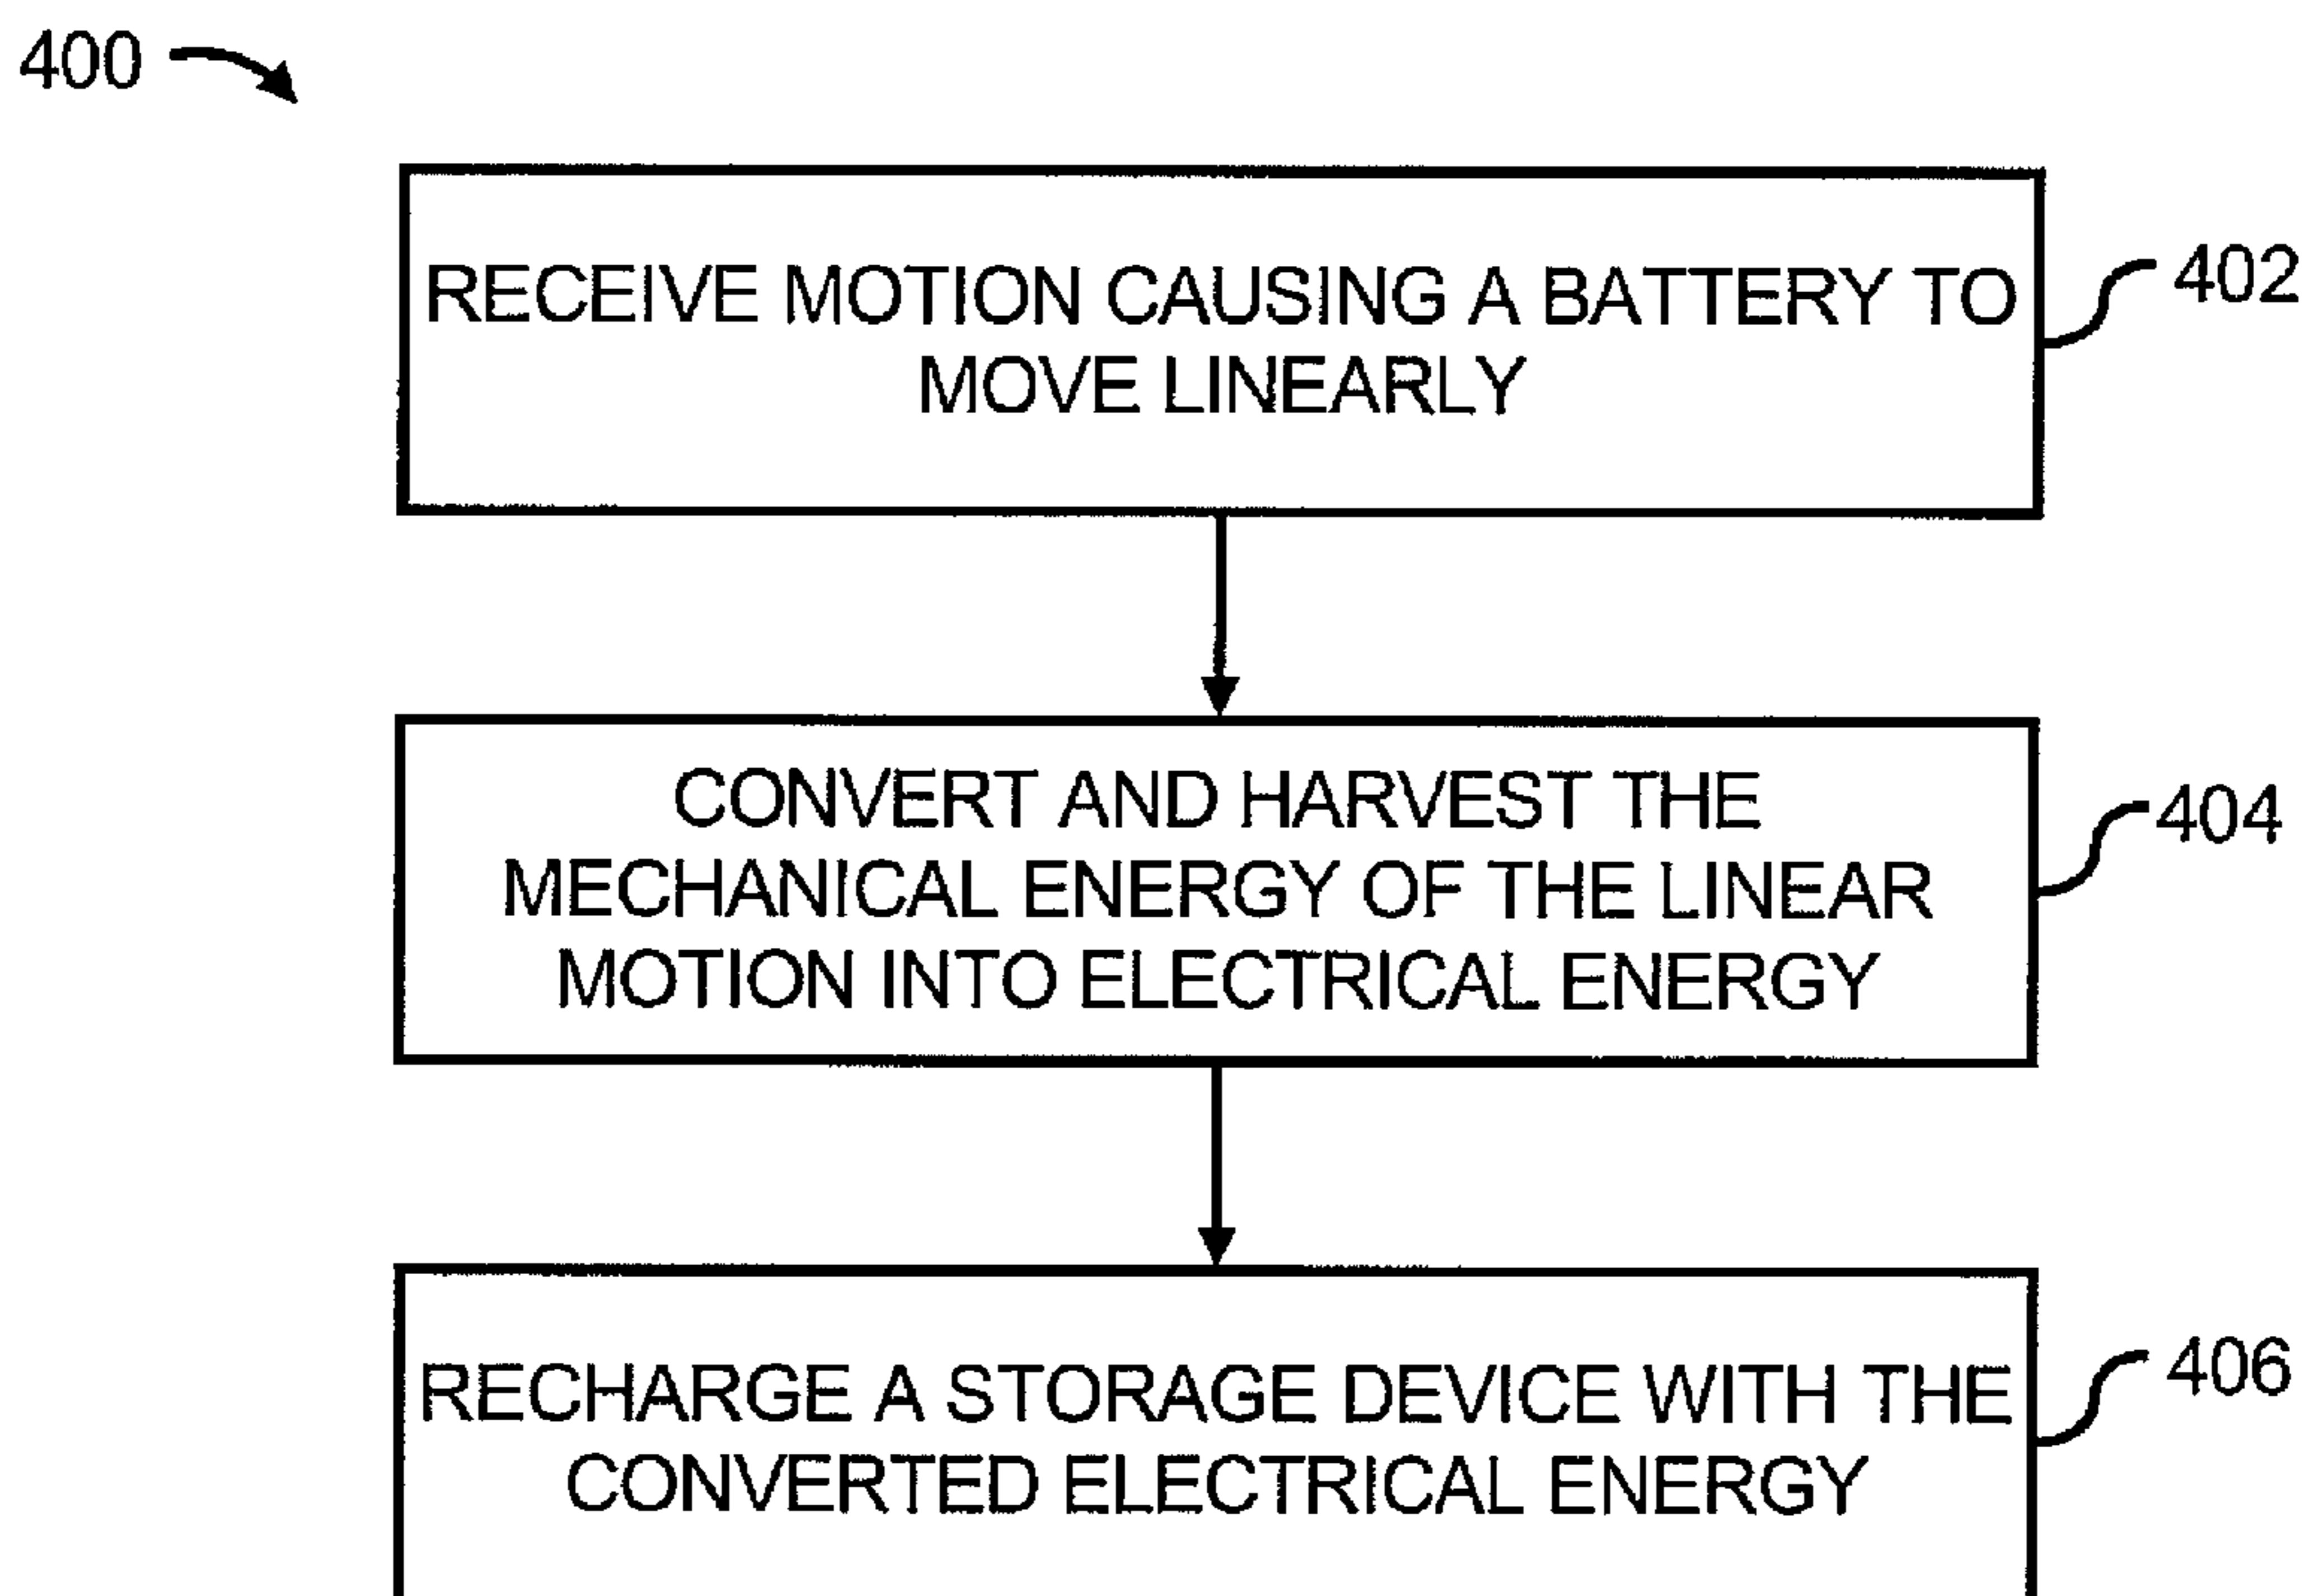 400
RECEIVE MOTION CAUSING A BATTERY TO
MOVE LINEARLY
402
CONVERT AND HARVEST THE
MECHANICAL ENERGY OF THE LINEAR
MOTION INTO ELECTRICAL ENERGY
404
RECHARGE A STORAGE DEVICE WITH THE
CONVERTED ELECTRICAL ENERGY
406